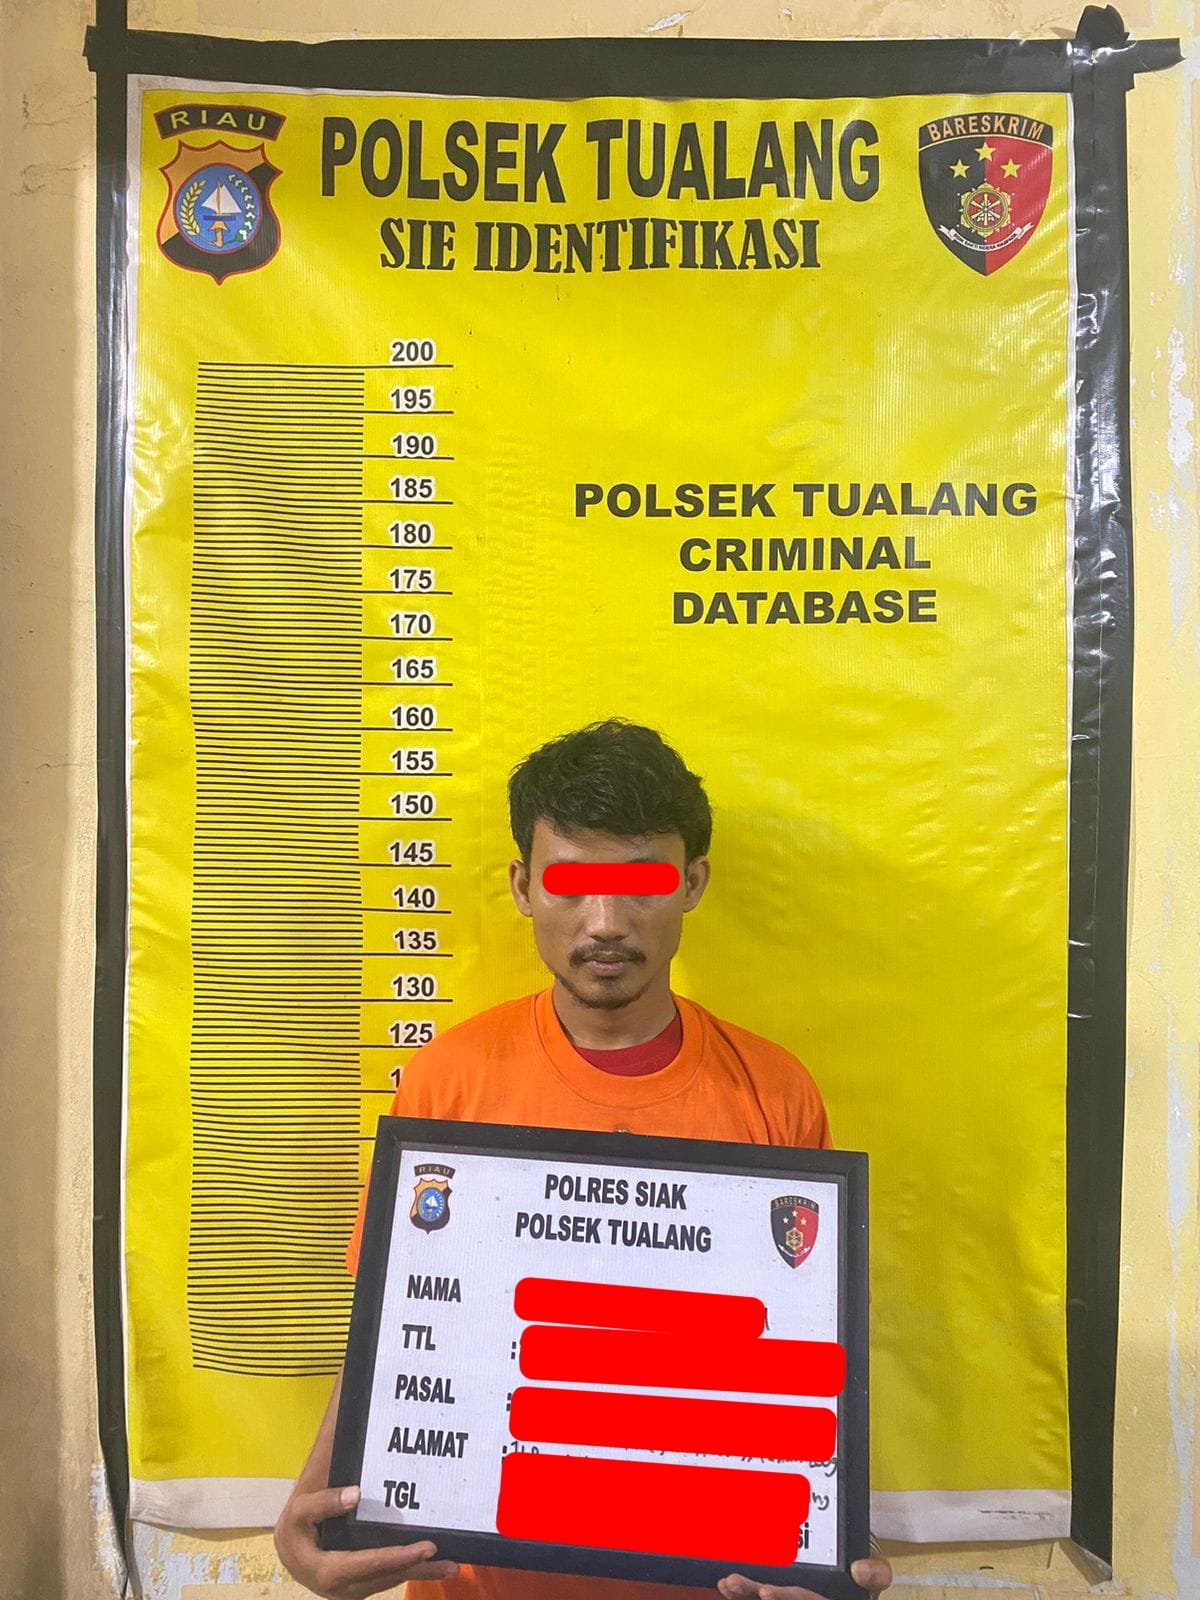 RIAU
POLSEK TUALANG
BARESKRIM
SIE IDENTIFIKASI
200
195
190
185
180
175
170
165
160
155
150
145
140
135
130
125
POLSEK TUALANG
CRIMINAL
DATABASE
RIAU
POLRES SIAK
BARESKRIM
POLSEK TUALANG
NAMA
TTL :
PASAL :
ALAMAT :
TGL